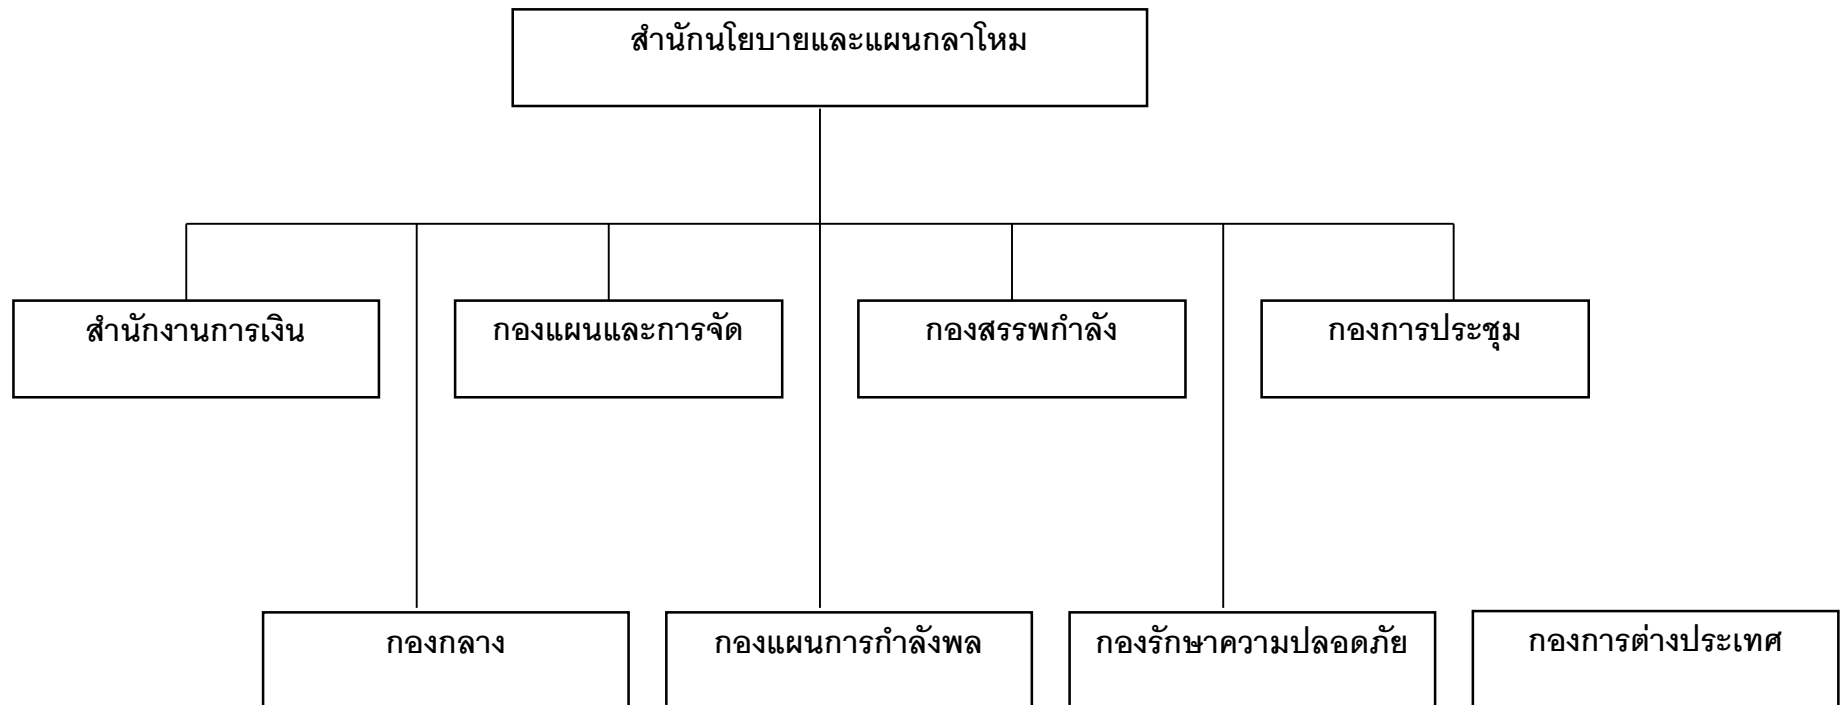 สำนักนโยบายและแผนกลาโหม
สำนักงานการเงิน
กองแผนและการจัด
กองสรรพกำลัง
กองการประชุม
กองกลาง
กองแผนการกำลังพล
กองรักษาความปลอดภัย
กองการต่างประเทศ